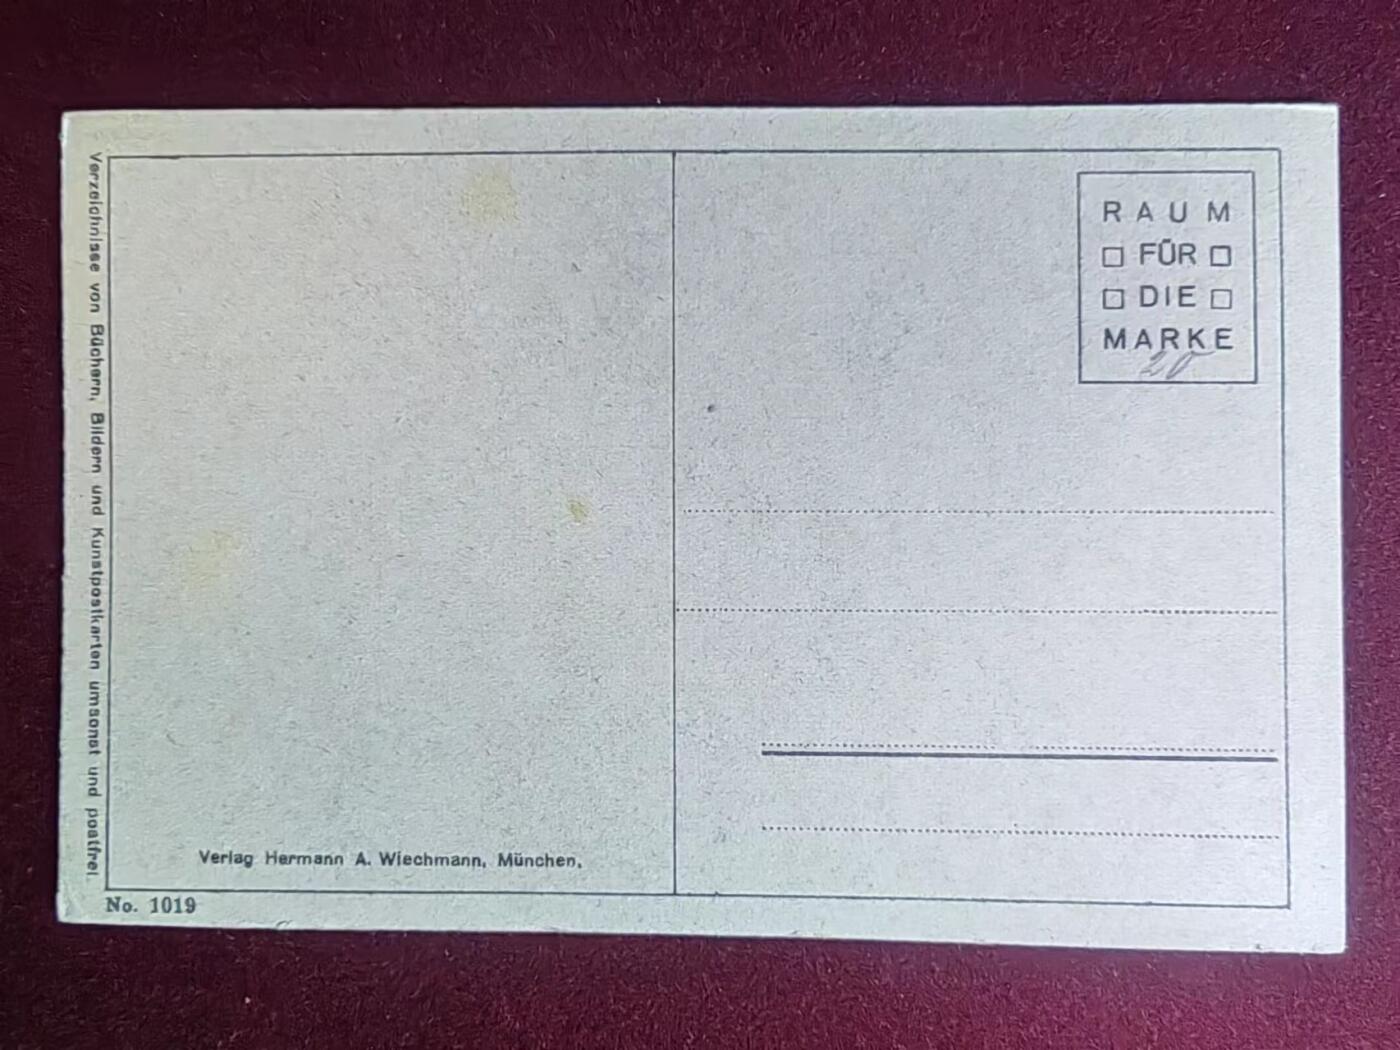 Verzeichnisse von Büchern, Bildern und Kunstpostkarten umsonst und postfrei.
RAUM
□ FÜR □
□ DIE □
MARKE
20
Verlag Hermann A. Wiechmann, München.
No. 1019